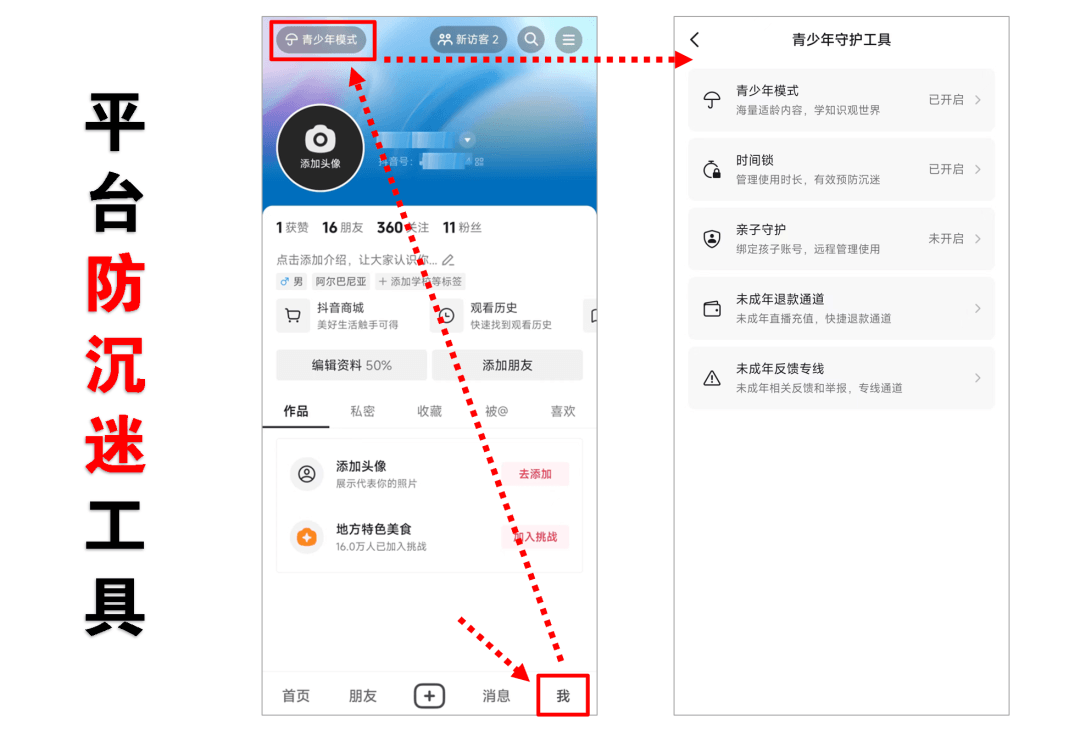 平台防沉迷工具
青少年模式
新访客 2
添加头像
抖音号：
1获赞 16朋友 360关注 11粉丝
点击添加介绍，让大家认识你...
♂ 男 阿尔巴尼亚 + 添加学校等标签
抖音商城
美好生活触手可得
观看历史
快速找到观看历史
编辑资料 50%
添加朋友
作品 私密 收藏 被@ 喜欢
添加头像
展示代表你的照片
去添加
地方特色美食
16.0万人已加入挑战
加入挑战
首页 朋友 消息 我
青少年守护工具
青少年模式
海量适龄内容，学知识观世界
已开启
时间锁
管理使用时长，有效预防沉迷
已开启
亲子守护
绑定孩子账号，远程管理使用
未开启
未成年退款通道
未成年直播充值，快捷退款通道
未成年反馈专线
未成年相关反馈和举报，专线通道